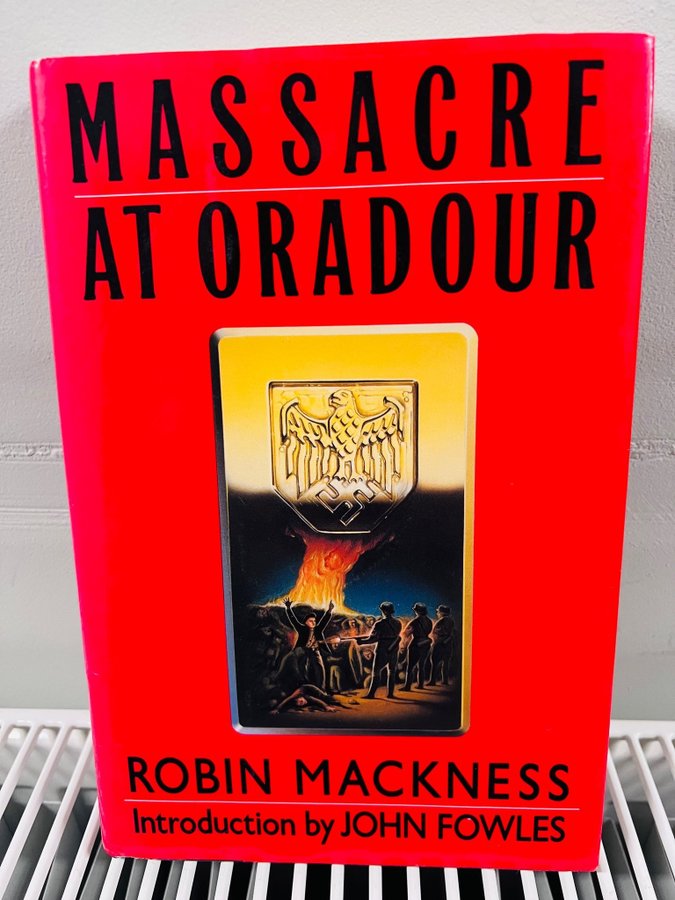 MASSACRE
AT ORADOUR
ROBIN MACKNESS
Introduction by JOHN FOWLES